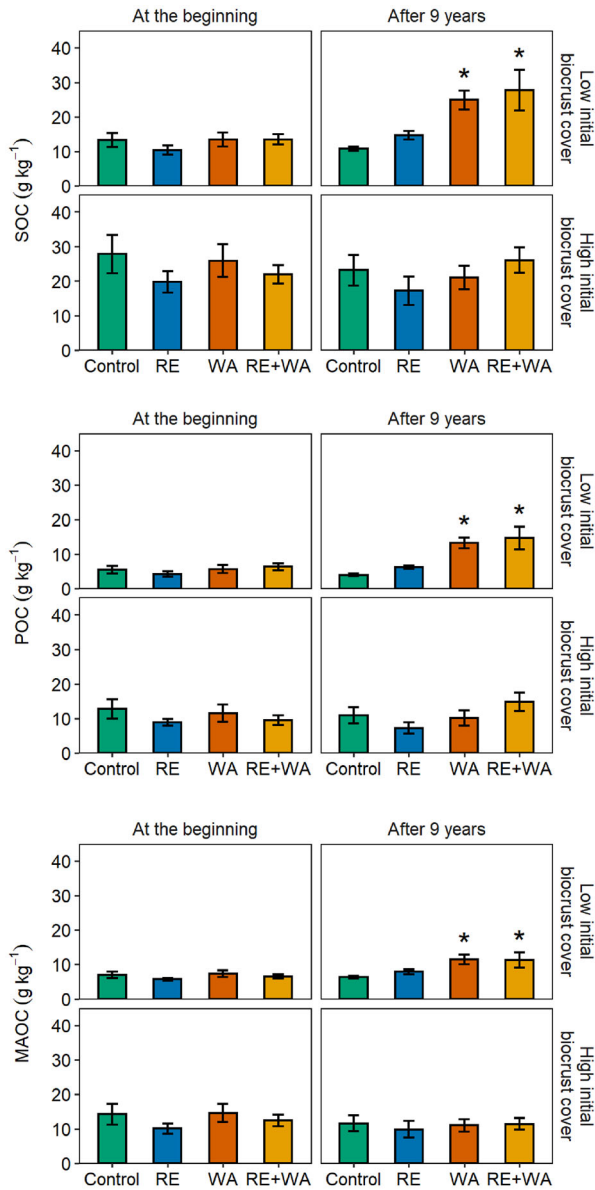 At the beginning After 9 years
SOC (g kg⁻¹)
40
30
20
10
0
* *
Low initial
biocrust cover
40
30
20
10
0
High initial
biocrust cover
Control RE WA RE+WA Control RE WA RE+WA
At the beginning After 9 years
POC (g kg⁻¹)
40
30
20
10
0
* *
Low initial
biocrust cover
40
30
20
10
0
High initial
biocrust cover
Control RE WA RE+WA Control RE WA RE+WA
At the beginning After 9 years
MAOC (g kg⁻¹)
40
30
20
10
0
* *
Low initial
biocrust cover
40
30
20
10
0
High initial
biocrust cover
Control RE WA RE+WA Control RE WA RE+WA